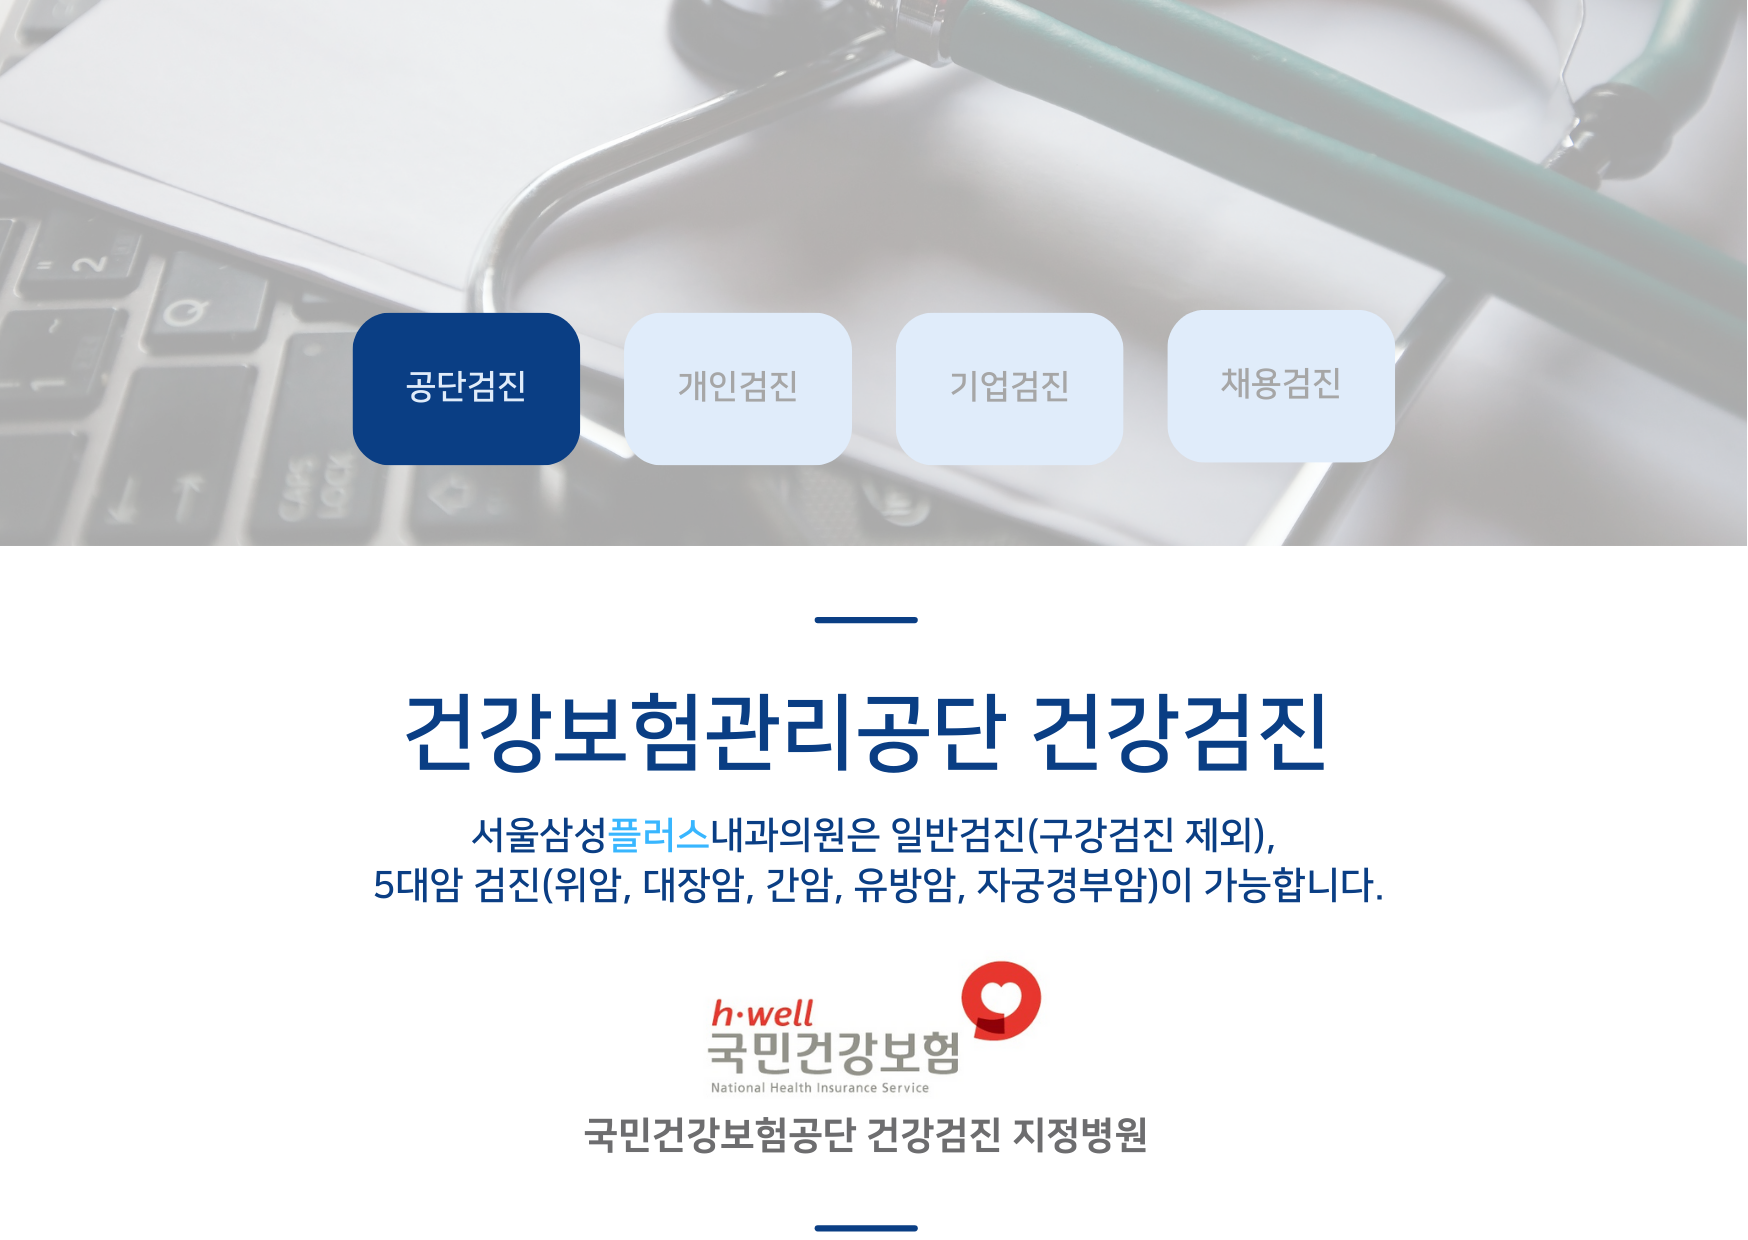 = 2
Q
~ 1
CAPS
LOCK
공단검진
개인검진
기업검진
채용검진
건강보험관리공단 건강검진
서울삼성플러스내과의원은 일반검진(구강검진 제외),
5대암 검진(위암, 대장암, 간암, 유방암, 자궁경부암)이 가능합니다.
h·well
국민건강보험
National Health Insurance Service
국민건강보험공단 건강검진 지정병원